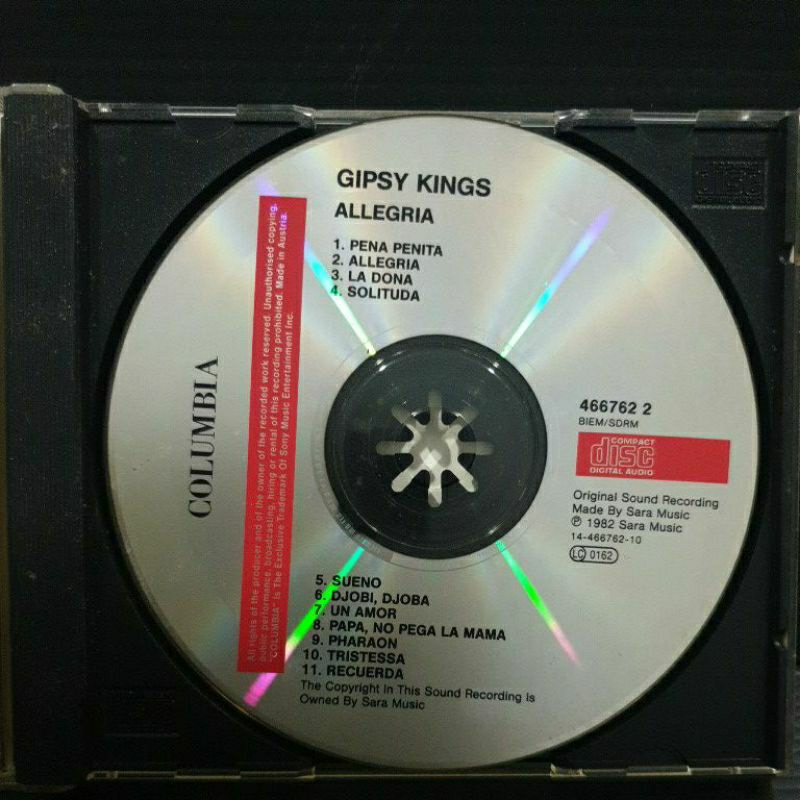 GIPSY KINGS
ALLEGRIA
1. PENA PENITA
2. ALLEGRIA
3. LA DONA
4. SOLITUDA
COLUMBIA
All rights of the producer and of the owner of the recorded work reserved. Unauthorised copying,
public performance, broadcasting, hiring or rental of this recording prohibited. Made in Austria.
"COLUMBIA" Is The Exclusive Trademark Of Sony Music Entertainment Inc.
466762 2
BIEM/SDRM
COMPACT
disc
DIGITAL AUDIO
Original Sound Recording
Made By Sara Music
℗ 1982 Sara Music
14-466762-10
LC 0162
5. SUENO
6. DJOBI, DJOBA
7. UN AMOR
8. PAPA, NO PEGA LA MAMA
9. PHARAON
10. TRISTESSA
11. RECUERDA
The Copyright In This Sound Recording Is
Owned By Sara Music